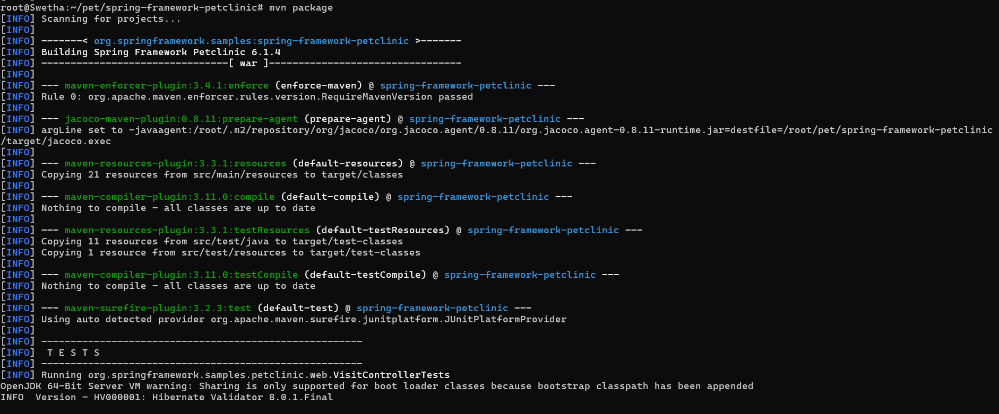 root@Swetha:~/pet/spring-framework-petclinic# mvn package
[INFO] Scanning for projects...
[INFO]
[INFO] -------< org.springframework.samples:spring-framework-petclinic >-------
[INFO] Building Spring Framework Petclinic 6.1.4
[INFO] --------------------------------[ war ]---------------------------------
[INFO]
[INFO] --- maven-enforcer-plugin:3.4.1:enforce (enforce-maven) @ spring-framework-petclinic ---
[INFO] Rule 0: org.apache.maven.enforcer.rules.version.RequireMavenVersion passed
[INFO]
[INFO] --- jacoco-maven-plugin:0.8.11:prepare-agent (prepare-agent) @ spring-framework-petclinic ---
[INFO] argLine set to -javaagent:/root/.m2/repository/org/jacoco/org.jacoco.agent/0.8.11/org.jacoco.agent-0.8.11-runtime.jar=destfile=/root/pet/spring-framework-petclinic
/target/jacoco.exec
[INFO]
[INFO] --- maven-resources-plugin:3.3.1:resources (default-resources) @ spring-framework-petclinic ---
[INFO] Copying 21 resources from src/main/resources to target/classes
[INFO]
[INFO] --- maven-compiler-plugin:3.11.0:compile (default-compile) @ spring-framework-petclinic ---
[INFO] Nothing to compile - all classes are up to date
[INFO]
[INFO] --- maven-resources-plugin:3.3.1:testResources (default-testResources) @ spring-framework-petclinic ---
[INFO] Copying 11 resources from src/test/java to target/test-classes
[INFO] Copying 1 resource from src/test/resources to target/test-classes
[INFO]
[INFO] --- maven-compiler-plugin:3.11.0:testCompile (default-testCompile) @ spring-framework-petclinic ---
[INFO] Nothing to compile - all classes are up to date
[INFO]
[INFO] --- maven-surefire-plugin:3.2.3:test (default-test) @ spring-framework-petclinic ---
[INFO] Using auto detected provider org.apache.maven.surefire.junitplatform.JUnitPlatformProvider
[INFO]
[INFO] -------------------------------------------------------
[INFO]  T E S T S
[INFO] -------------------------------------------------------
[INFO] Running org.springframework.samples.petclinic.web.VisitControllerTests
OpenJDK 64-Bit Server VM warning: Sharing is only supported for boot loader classes because bootstrap classpath has been appended
INFO  Version - HV000001: Hibernate Validator 8.0.1.Final